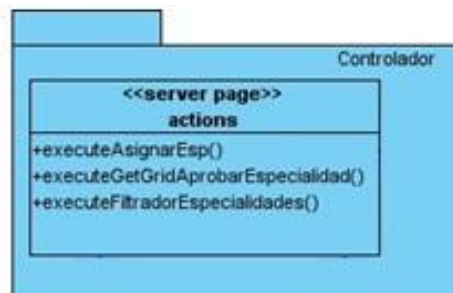 Controlador
<<server page>>
actions
+executeAsignarEsp()
+executeGetGridAprobarEspecialidad()
+executeFiltradorEspecialidades()